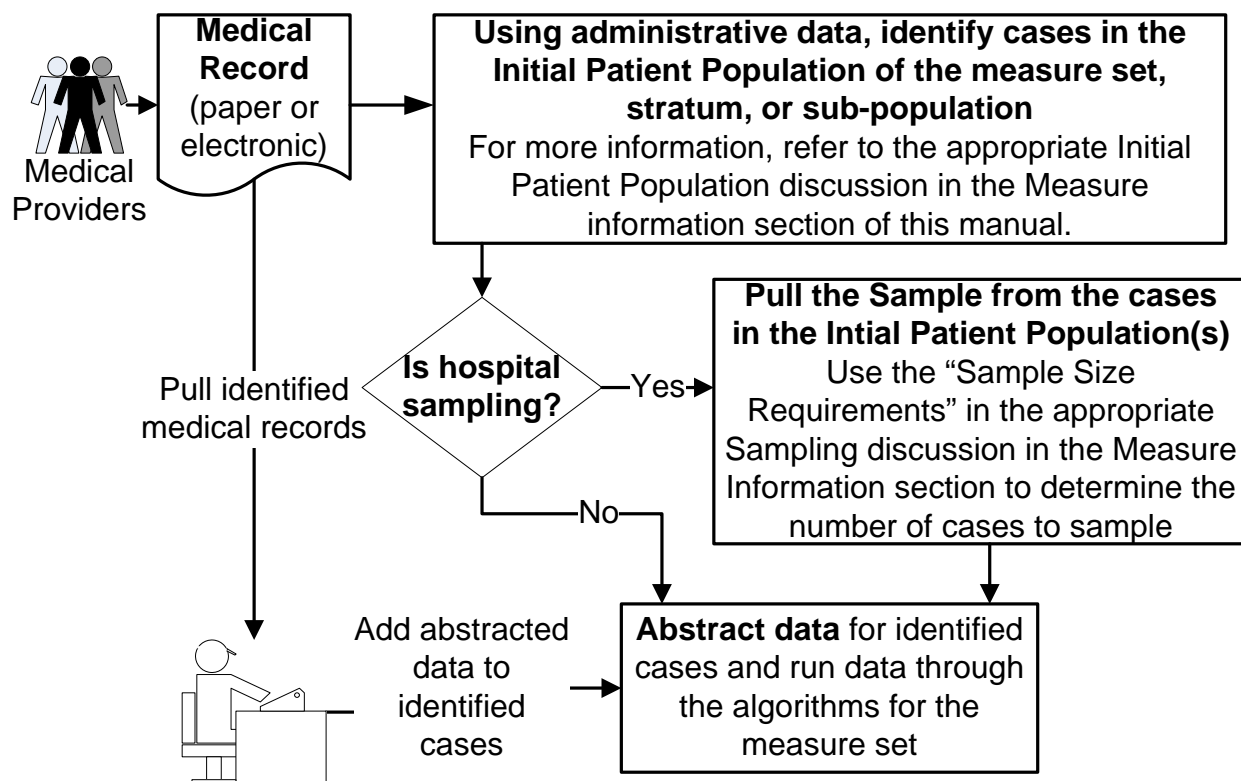 Medical
Record
(paper or
electronic)
Medical
Providers
Using administrative data, identify cases in the
Initial Patient Population of the measure set,
stratum, or sub-population
For more information, refer to the appropriate Initial
Patient Population discussion in the Measure
information section of this manual.
Is hospital
sampling?
Yes
Pull the Sample from the cases
in the Intial Patient Population(s)
Use the “Sample Size
Requirements” in the appropriate
Sampling discussion in the Measure
Information section to determine the
number of cases to sample
Pull identified
medical records
No
Add abstracted
data to
identified
cases
Abstract data for identified
cases and run data through
the algorithms for the
measure set